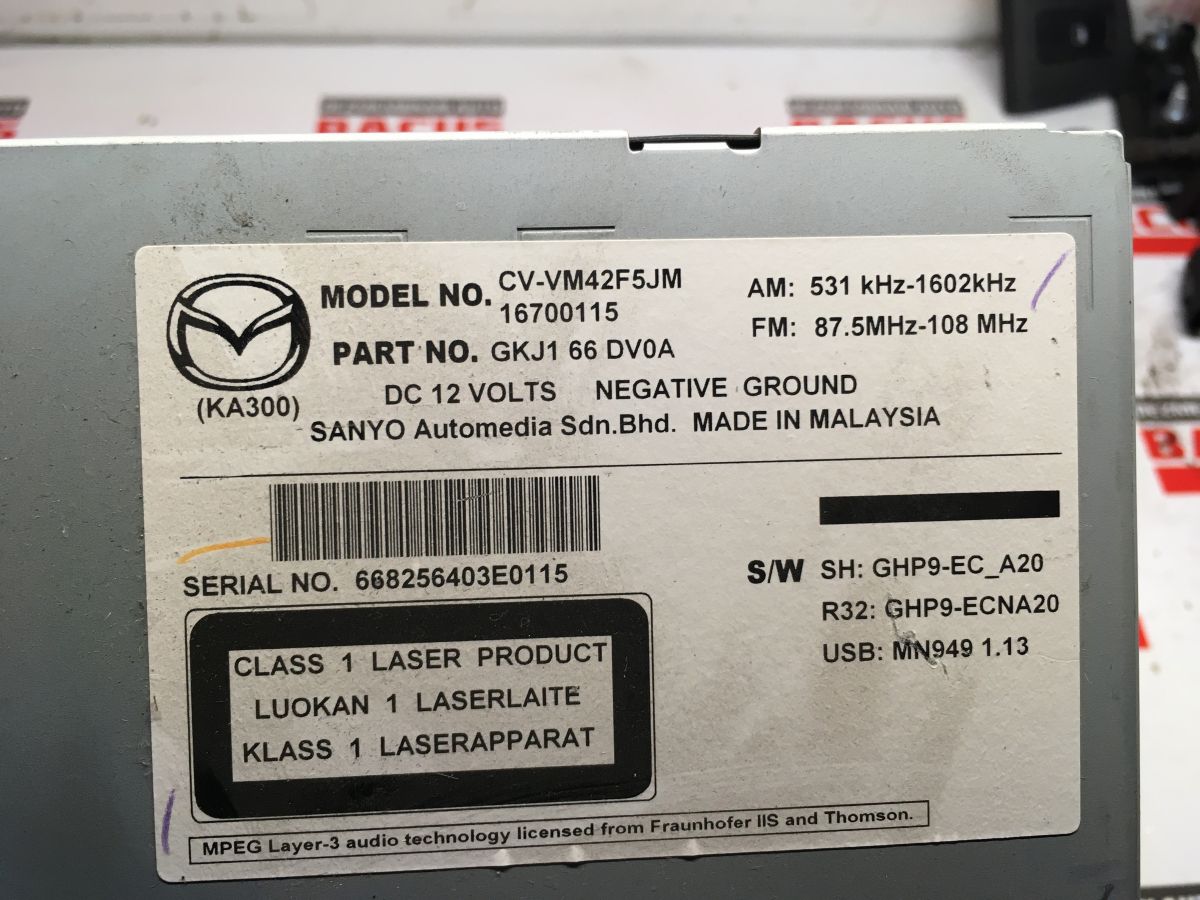 BACUS
BACUS
MODEL NO. CV-VM42F5JM
16700115
AM: 531 kHz-1602kHz
FM: 87.5MHz-108 MHz
PART NO. GKJ1 66 DV0A
(KA300)
DC 12 VOLTS NEGATIVE GROUND
SANYO Automedia Sdn.Bhd. MADE IN MALAYSIA
SERIAL NO. 668256403E0115
S/W SH: GHP9-EC_A20
R32: GHP9-ECNA20
USB: MN949 1.13
CLASS 1 LASER PRODUCT
LUOKAN 1 LASERLAITE
KLASS 1 LASERAPPARAT
MPEG Layer-3 audio technology licensed from Fraunhofer IIS and Thomson.